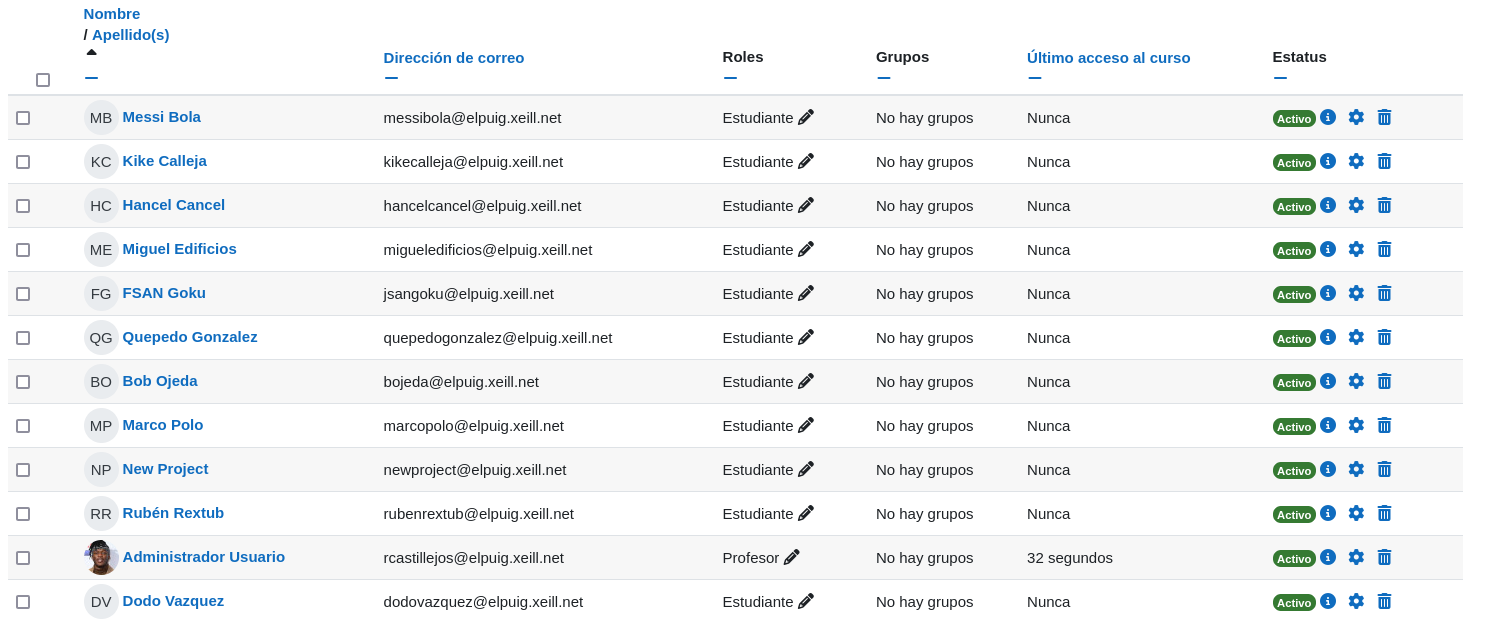 Nombre
/ Apellido(s)
Dirección de correo Roles Grupos Último acceso al curso Estatus
MB Messi Bola messibola@elpuig.xeill.net Estudiante No hay grupos Nunca Activo
KC Kike Calleja kikecalleja@elpuig.xeill.net Estudiante No hay grupos Nunca Activo
HC Hancel Cancel hancelcancel@elpuig.xeill.net Estudiante No hay grupos Nunca Activo
ME Miguel Edificios migueledificios@elpuig.xeill.net Estudiante No hay grupos Nunca Activo
FG FSAN Goku jsangoku@elpuig.xeill.net Estudiante No hay grupos Nunca Activo
QG Quepedo Gonzalez quepedogonzalez@elpuig.xeill.net Estudiante No hay grupos Nunca Activo
BO Bob Ojeda bojeda@elpuig.xeill.net Estudiante No hay grupos Nunca Activo
MP Marco Polo marcopolo@elpuig.xeill.net Estudiante No hay grupos Nunca Activo
NP New Project newproject@elpuig.xeill.net Estudiante No hay grupos Nunca Activo
RR Rubén Rextub rubenrextub@elpuig.xeill.net Estudiante No hay grupos Nunca Activo
Administrador Usuario rcastillejos@elpuig.xeill.net Profesor No hay grupos 32 segundos Activo
DV Dodo Vazquez dodovazquez@elpuig.xeill.net Estudiante No hay grupos Nunca Activo